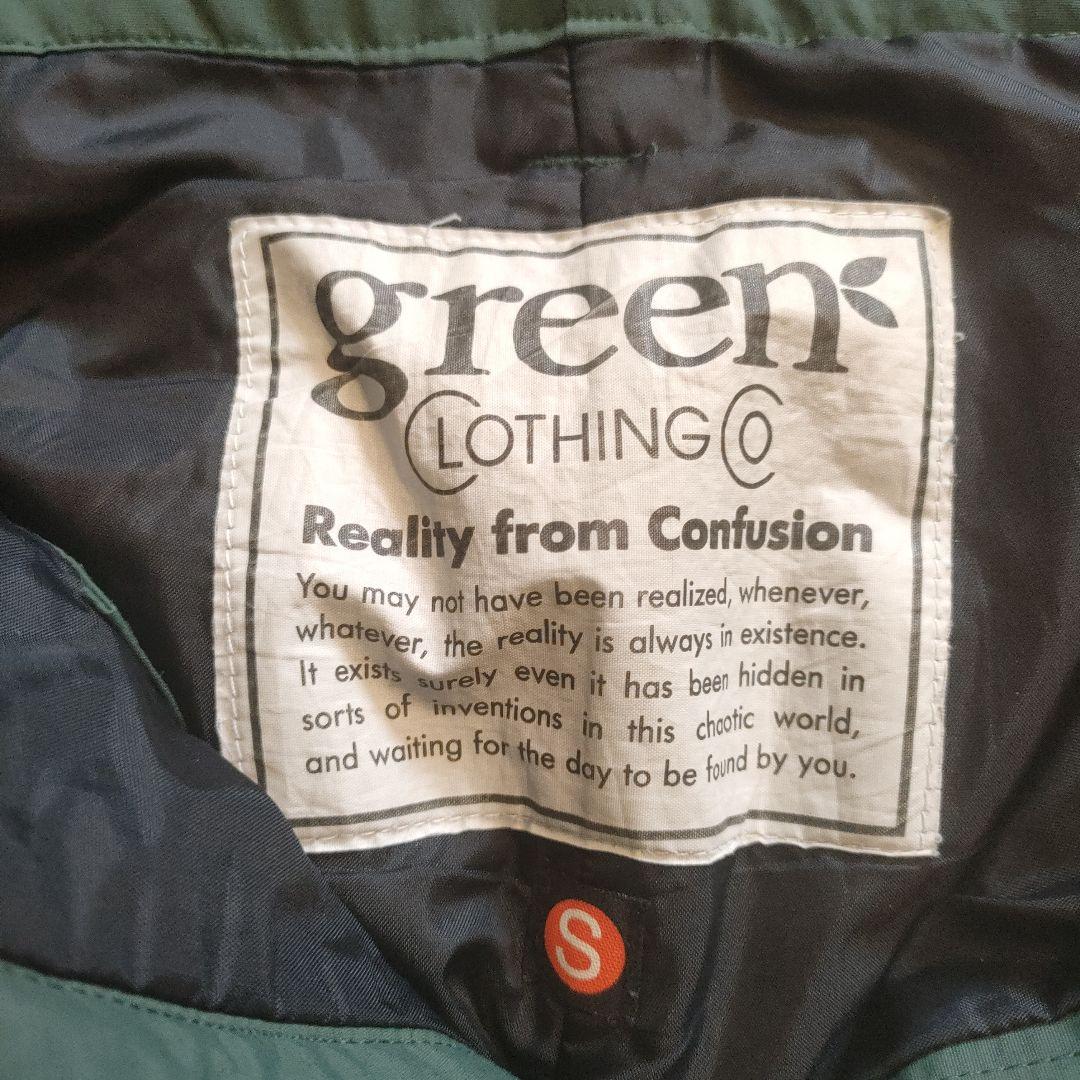 green
CLOTHING CO
Reality from Confusion
You may not have been realized, whenever,
whatever, the reality is always in existence.
It exists surely even it has been hidden in
sorts of inventions in this chaotic world,
and waiting for the day to be found by you.
S